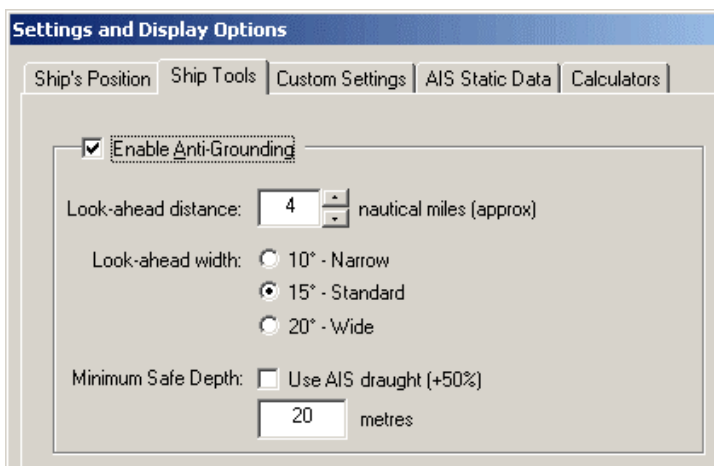 Settings and Display Options
Ship's Position Ship Tools Custom Settings AIS Static Data Calculators
Enable Anti-Grounding
Look-ahead distance: 4 nautical miles (approx)
Look-ahead width: 10° - Narrow
15° - Standard
20° - Wide
Minimum Safe Depth: Use AIS draught (+50%)
20 metres